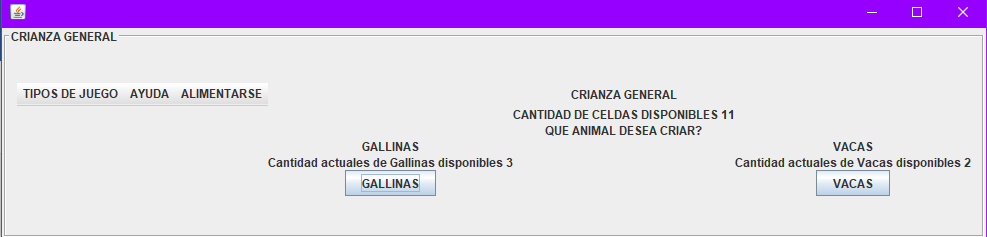 CRIANZA GENERAL
TIPOS DE JUEGO AYUDA ALIMENTARSE
CRIANZA GENERAL
CANTIDAD DE CELDAS DISPONIBLES 11
QUE ANIMAL DESEA CRIAR?
GALLINAS
Cantidad actuales de Gallinas disponibles 3
GALLINAS
VACAS
Cantidad actuales de Vacas disponibles 2
VACAS